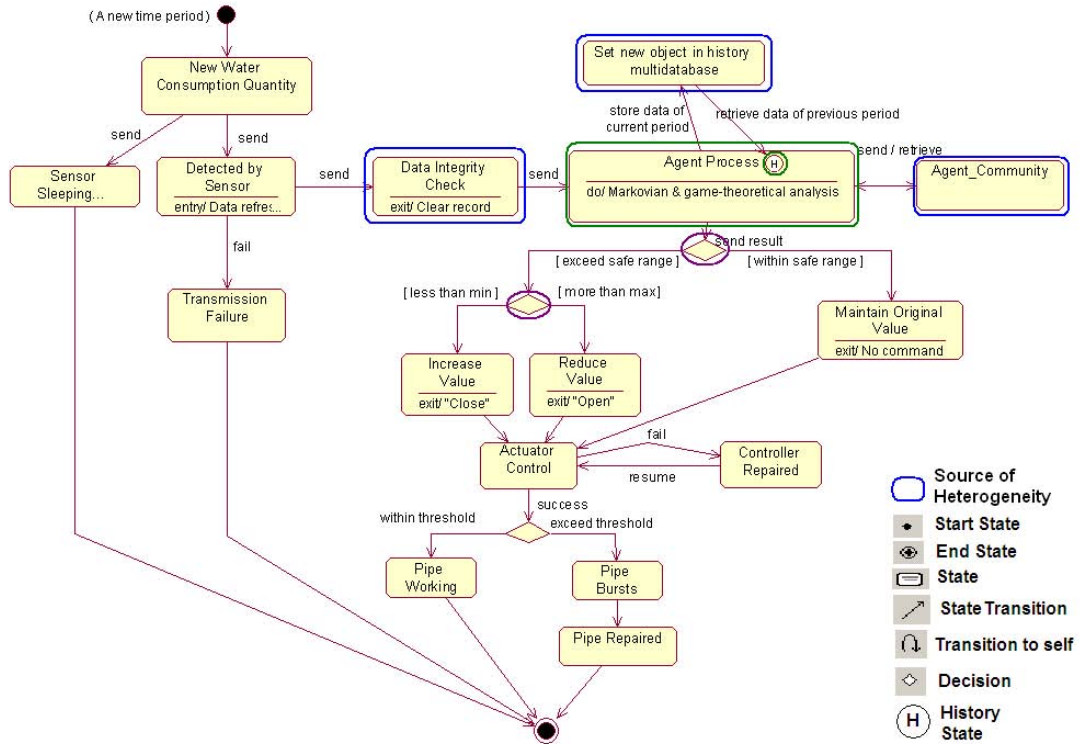 ( A new time period )
New Water
Consumption Quantity
Set new object in history
multidatabase
store data of
current period
retrieve data of previous period
send
send
Sensor
Sleeping...
Detected by
Sensor
entry/ Data refres...
send
Data Integrity
Check
exit/ Clear record
send
Agent Process
H
do/ Markovian & game-theoretical analysis
send / retrieve
Agent_Community
fail
send result
[ exceed safe range ]
[ within safe range ]
Transmission
Failure
[ less than min ]
[ more than max]
Maintain Original
Value
exit/ No command
Increase
Value
exit/ "Close"
Reduce
Value
exit/ "Open"
Actuator
Control
fail
Controller
Repaired
resume
success
within threshold
exceed threshold
Pipe
Working
Pipe
Bursts
Pipe Repaired
Source of
Heterogeneity
Start State
End State
State
State Transition
Transition to self
Decision
H
History
State